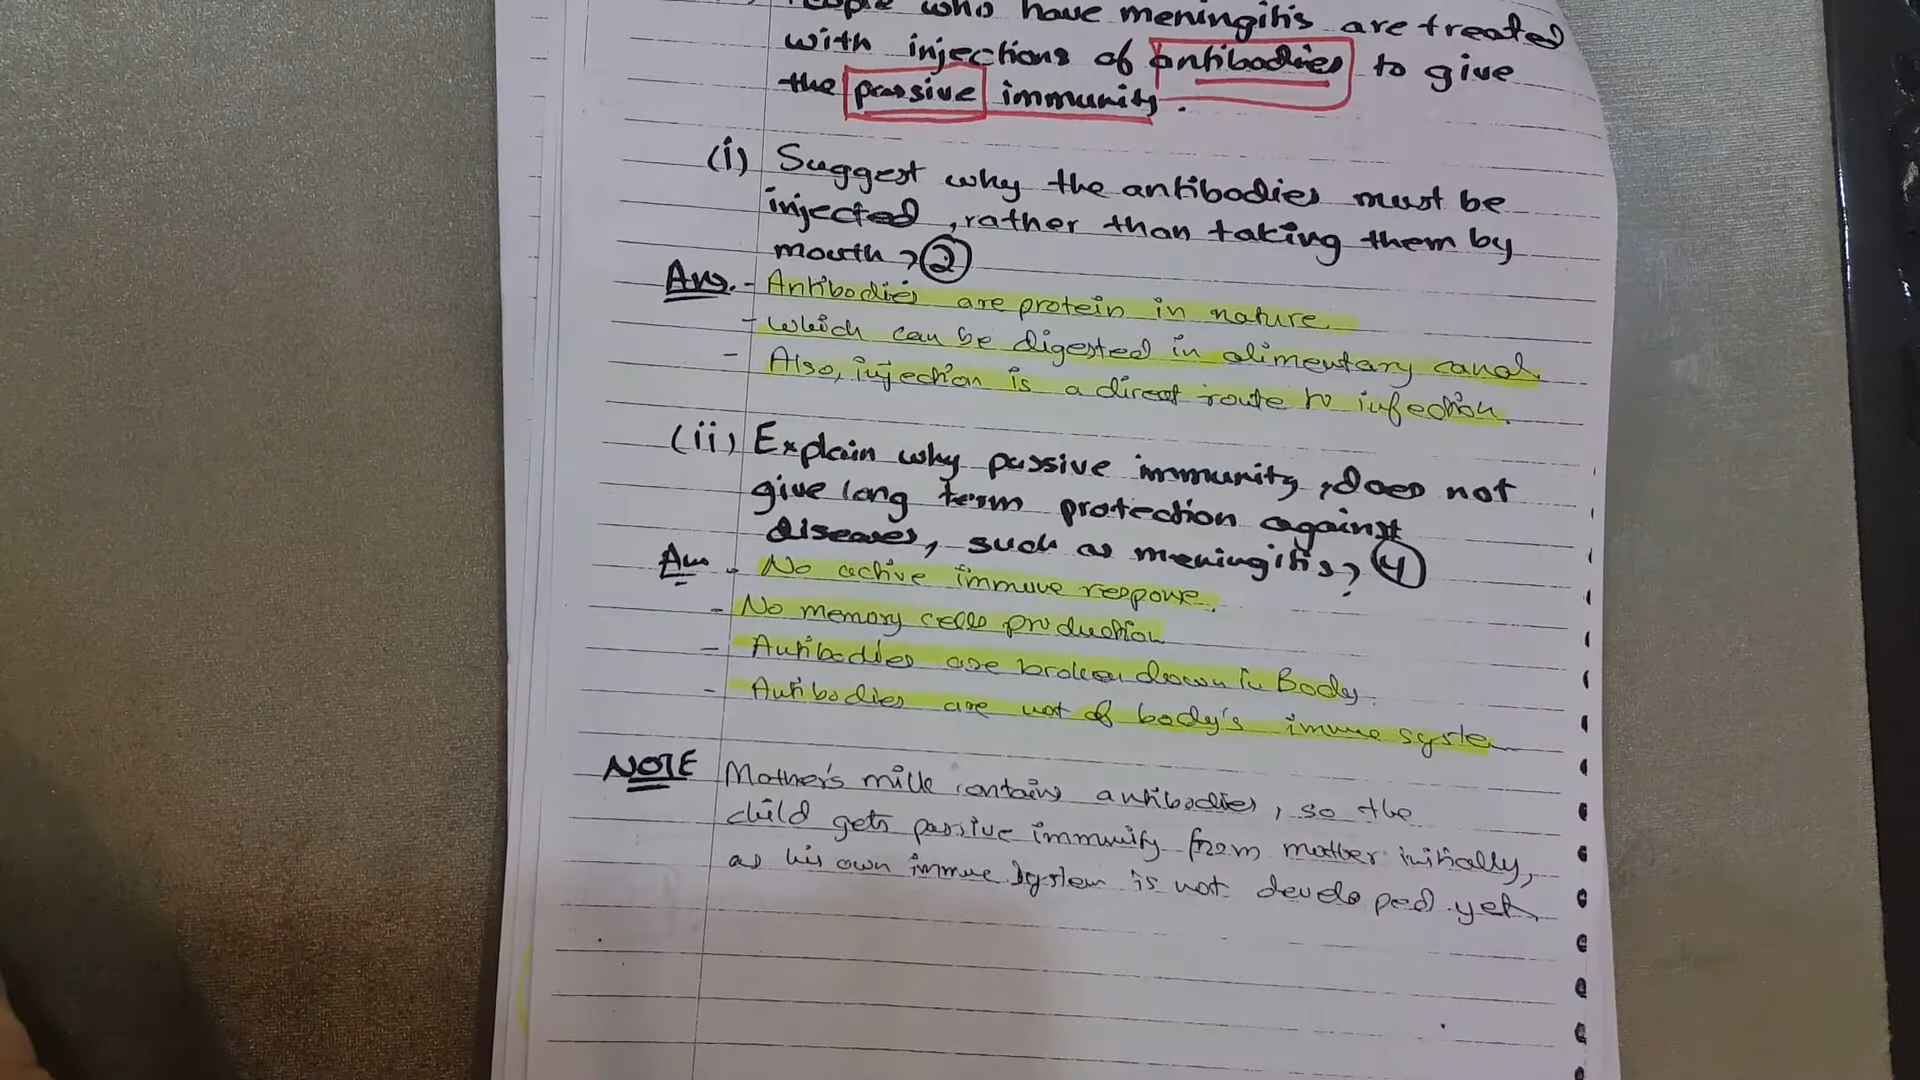 People who have meningitis are treated
with injections of antibodies to give
the passive immunity.
(i) Suggest why the antibodies must be
injected, rather than taking them by
mouth? (2)
Ans. - Antibodies are protein in nature.
- which can be digested in alimentary canal.
- Also, injection is a direct route to infection.
(ii) Explain why passive immunity, does not
give long term protection against
diseases, such as meningitis? (4)
Ans - No active immune response.
- No memory cells production
- Antibodies are broken down in Body.
- Antibodies are not of body's immune system
NOTE Mother's milk contains antibodies, so the
child gets passive immunity from mother initially,
as his own immune system is not developed yet.